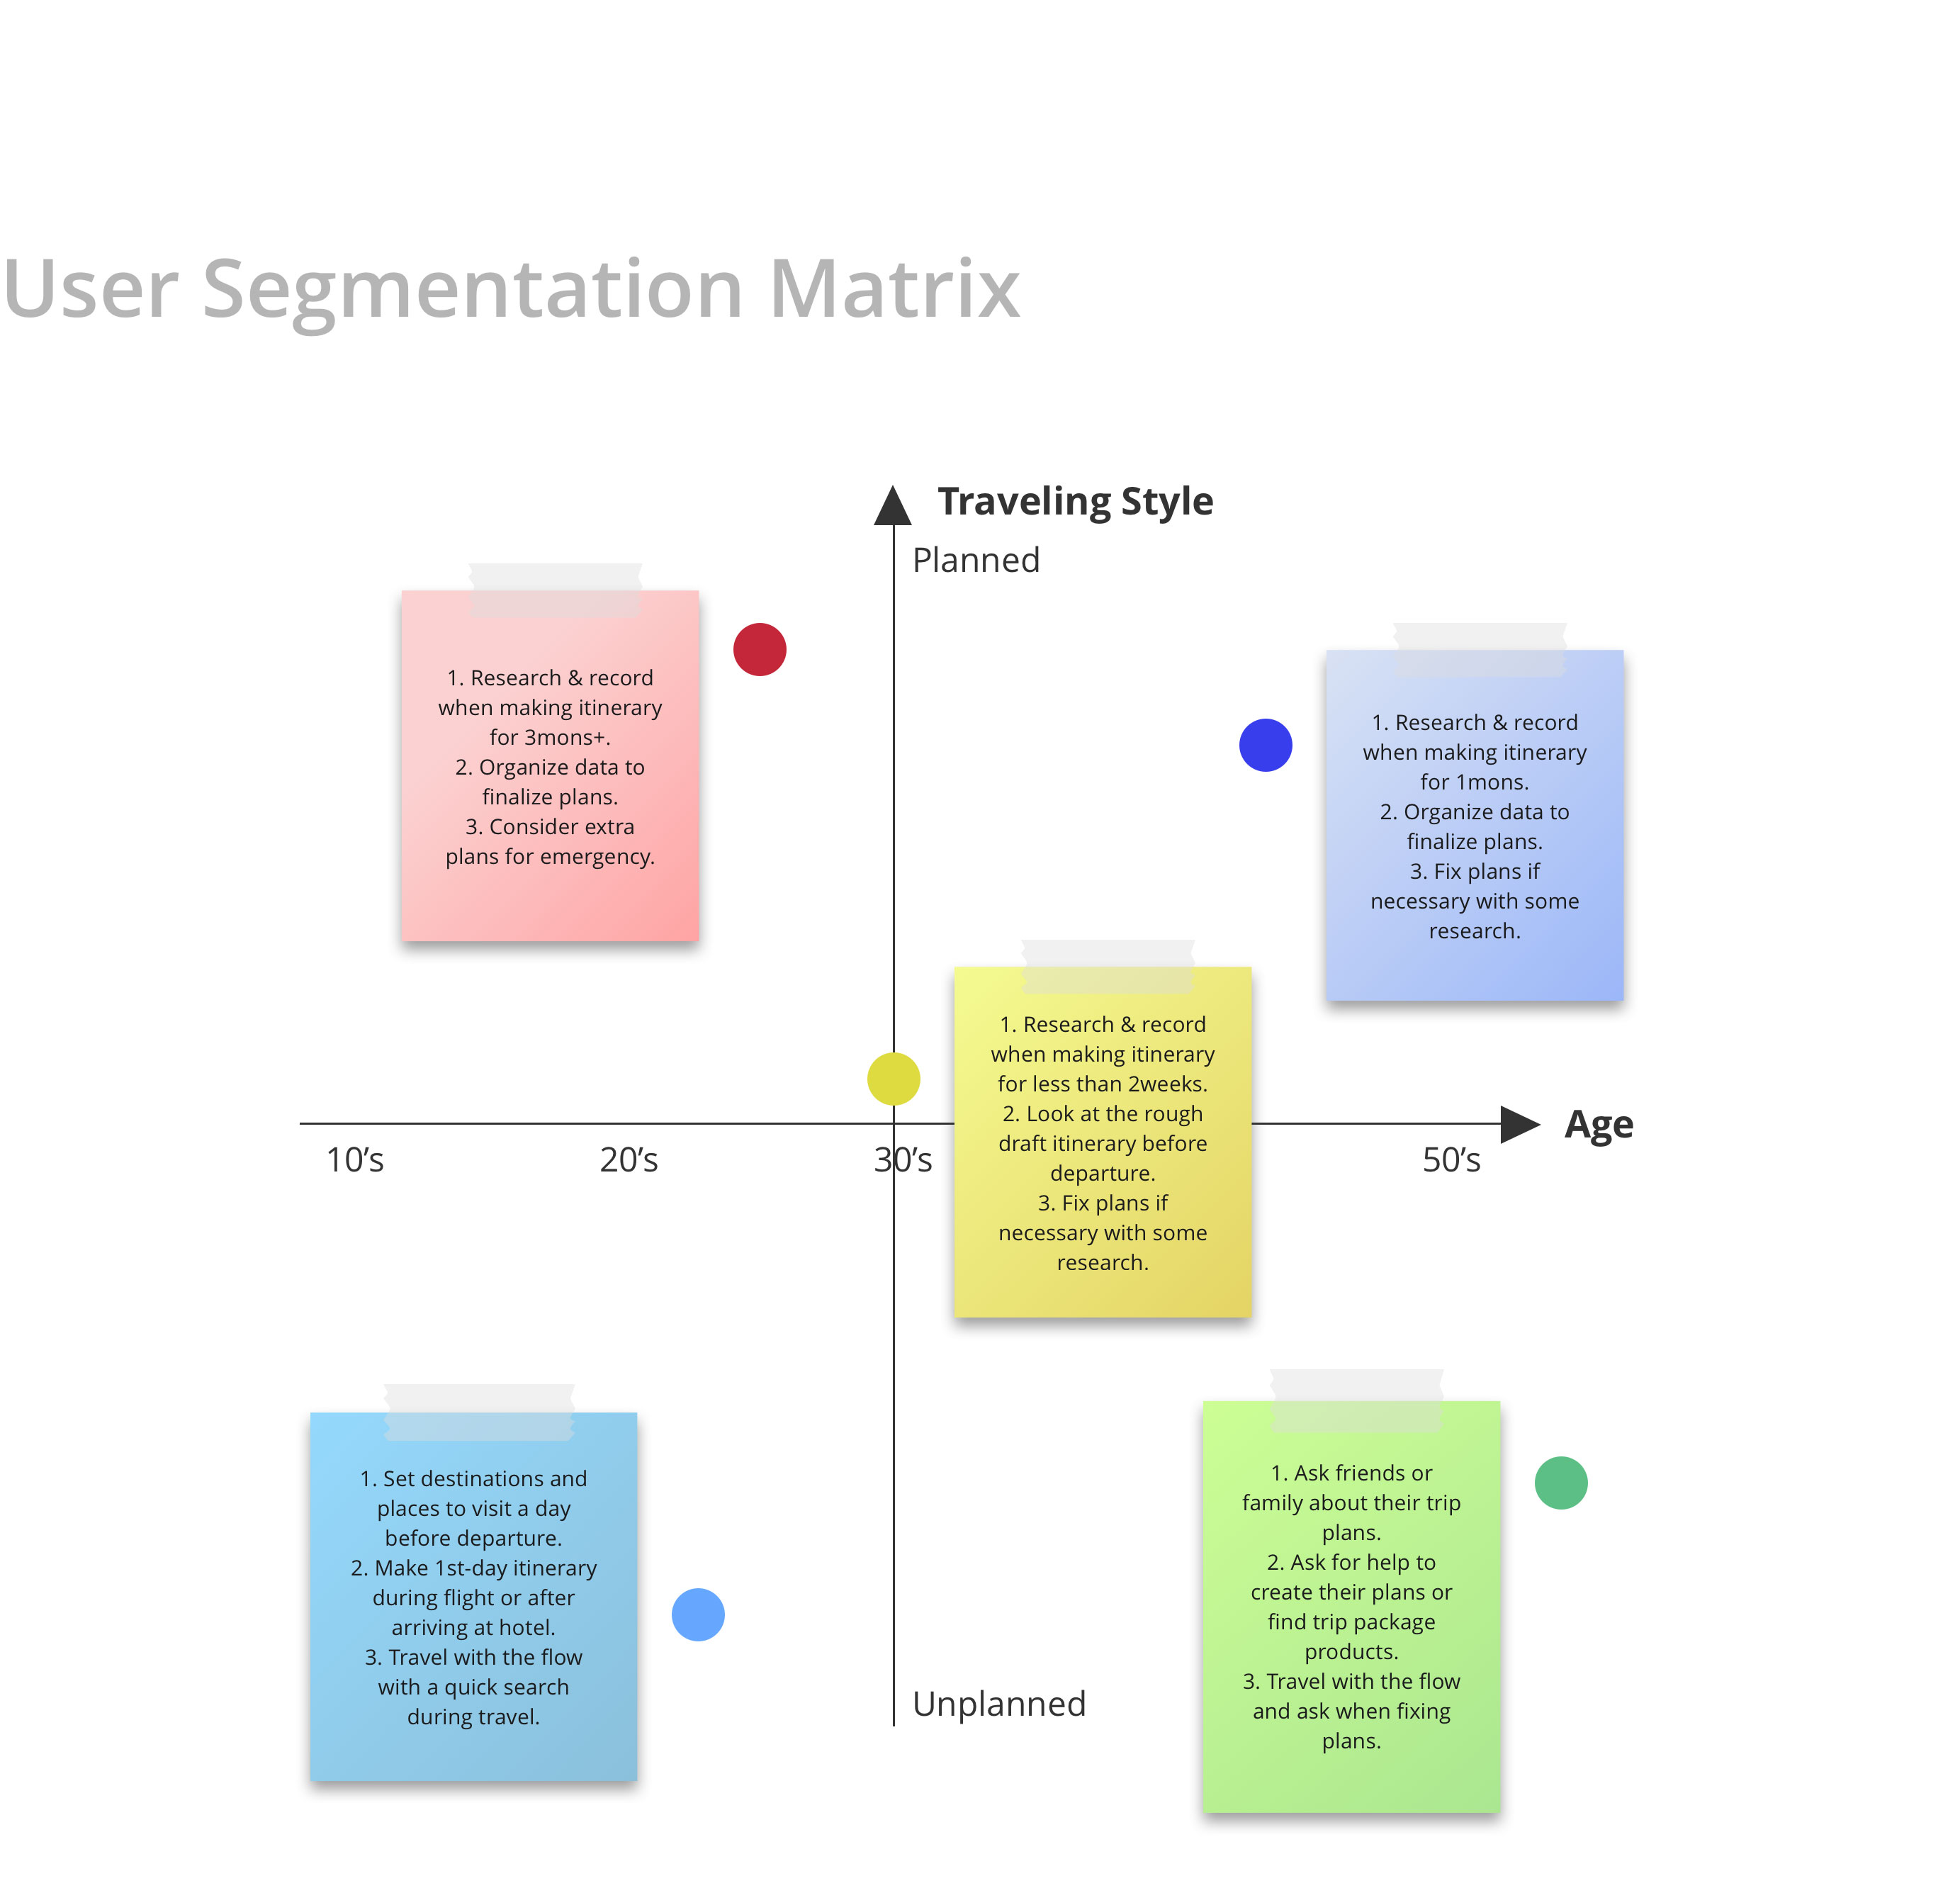 User Segmentation Matrix
Traveling Style
Planned
1. Research & record
when making itinerary
for 3mons+.
2. Organize data to
finalize plans.
3. Consider extra
plans for emergency.
1. Research & record
when making itinerary
for 1mons.
2. Organize data to
finalize plans.
3. Fix plans if
necessary with some
research.
1. Research & record
when making itinerary
for less than 2weeks.
2. Look at the rough
draft itinerary before
departure.
3. Fix plans if
necessary with some
research.
Age
10’s
20’s
30’s
50’s
1. Set destinations and
places to visit a day
before departure.
2. Make 1st-day itinerary
during flight or after
arriving at hotel.
3. Travel with the flow
with a quick search
during travel.
1. Ask friends or
family about their trip
plans.
2. Ask for help to
create their plans or
find trip package
products.
3. Travel with the flow
and ask when fixing
plans.
Unplanned